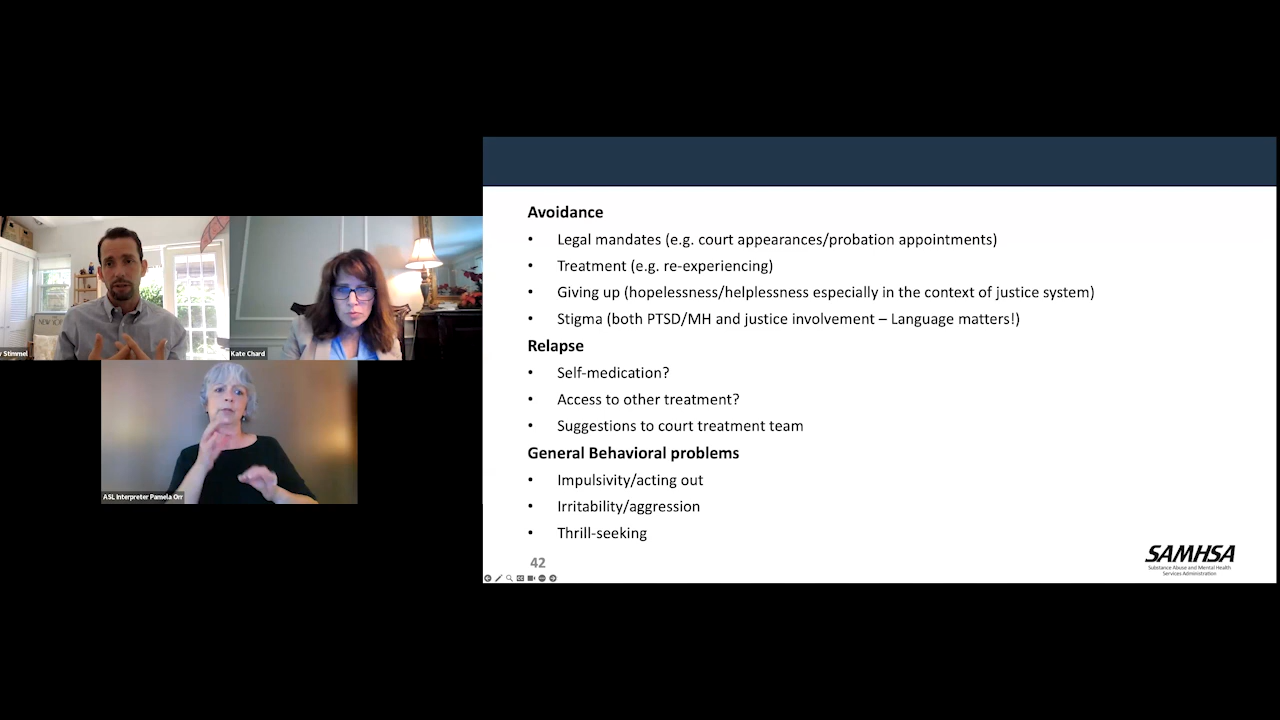 Avoidance
• Legal mandates (e.g. court appearances/probation appointments)
• Treatment (e.g. re-experiencing)
• Giving up (hopelessness/helplessness especially in the context of justice system)
• Stigma (both PTSD/MH and justice involvement – Language matters!)
Relapse
• Self-medication?
• Access to other treatment?
• Suggestions to court treatment team
General Behavioral problems
• Impulsivity/acting out
• Irritability/aggression
• Thrill-seeking
42
SAMHSA
Substance Abuse and Mental Health
Services Administration
NEW YO
y Stimmel
Kate Chard
ASL Interpreter Pamela Orr